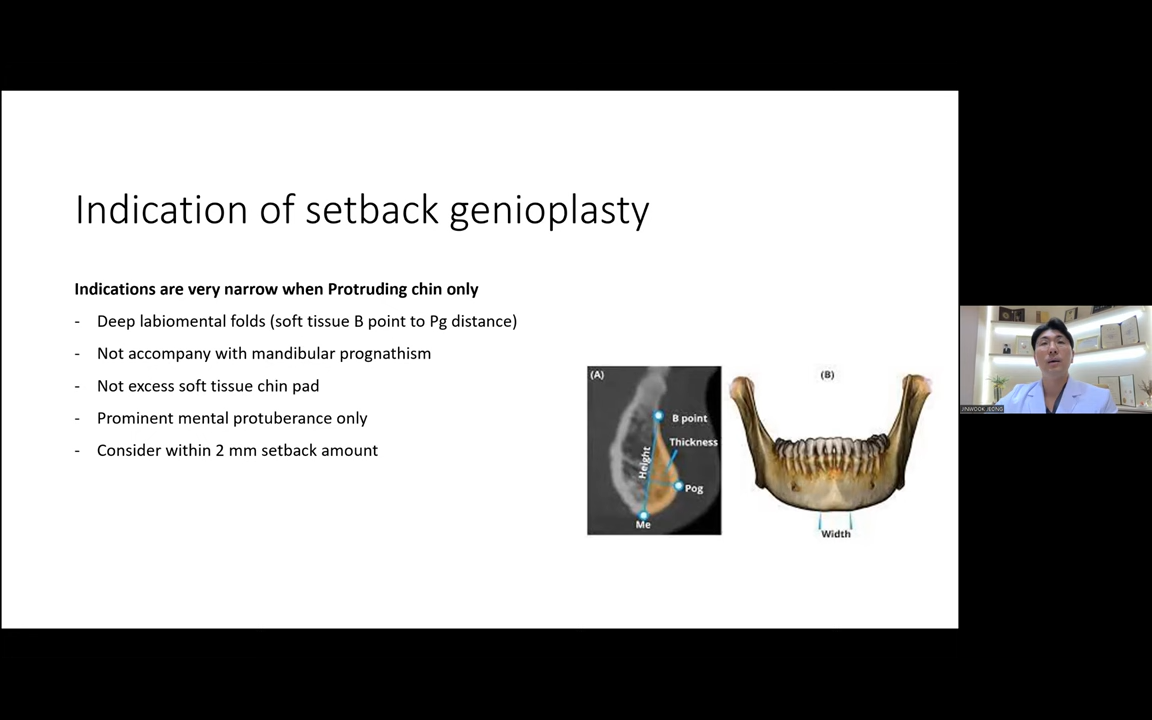 Indication of setback genioplasty
Indications are very narrow when Protruding chin only
- Deep labiomental folds (soft tissue B point to Pg distance)
- Not accompany with mandibular prognathism
- Not excess soft tissue chin pad
- Prominent mental protuberance only
- Consider within 2 mm setback amount
(A)
B point
Thickness
Height
Pog
Me
(B)
Width
JINWOOK JEONG